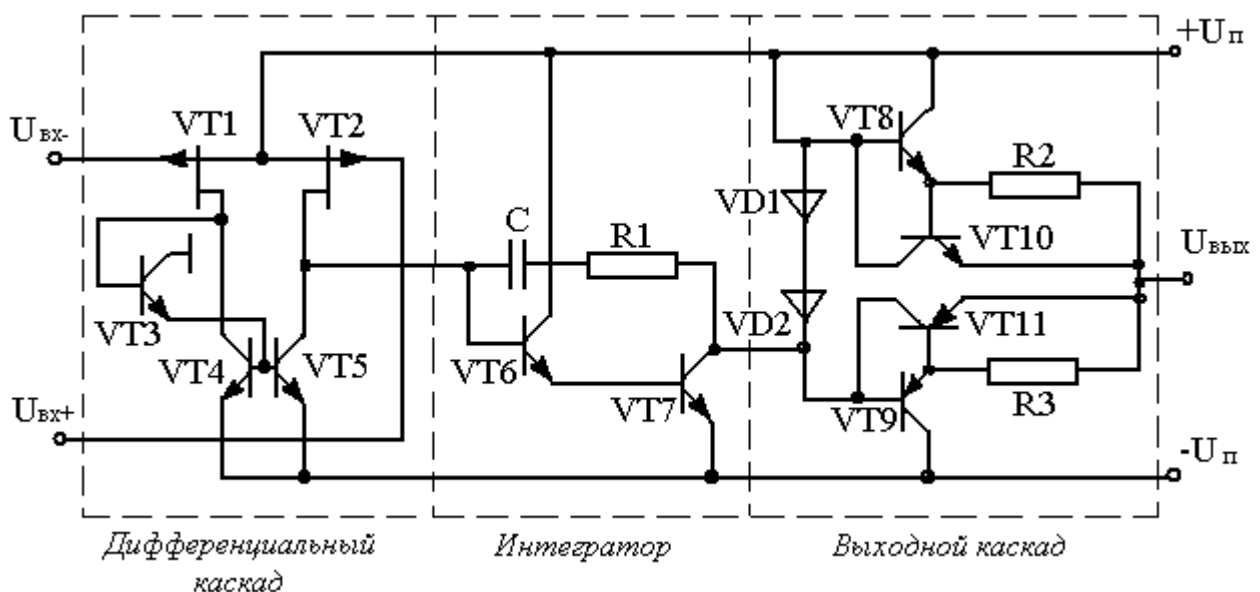 +Uп
Uвх-
VT1
VT2
VT8
R2
VD1
C
R1
VT10
Uвых
VT3
VD2
VT11
VT4
VT5
VT6
VT7
VT9
R3
Uвх+
-Uп
Дифференциальный
каскад
Интегратор
Выходной каскад